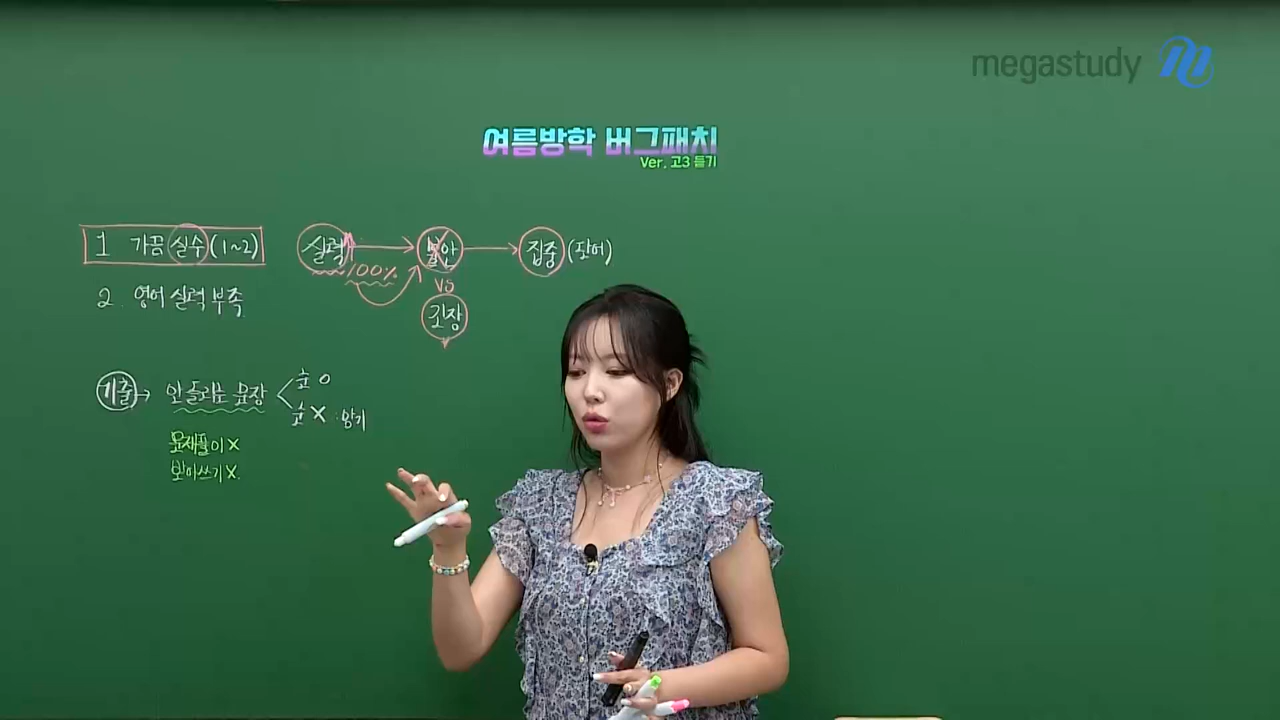 megastudy
여름방학 버그패치
Ver. 고3 듣기
1 가끔 실수 (1~2) 실력 → 불안 → 집중 (단어)
100%
vs
긴장
2. 영어 실력 부족
기출 → 안 들리는 문장 < 최 O
최 X · 암기
문제풀이 X
받아쓰기 X.